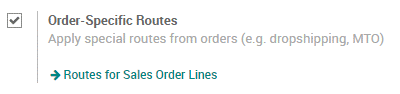 Order-Specific Routes
Apply special routes from orders (e.g. dropshipping, MTO)
Routes for Sales Order Lines